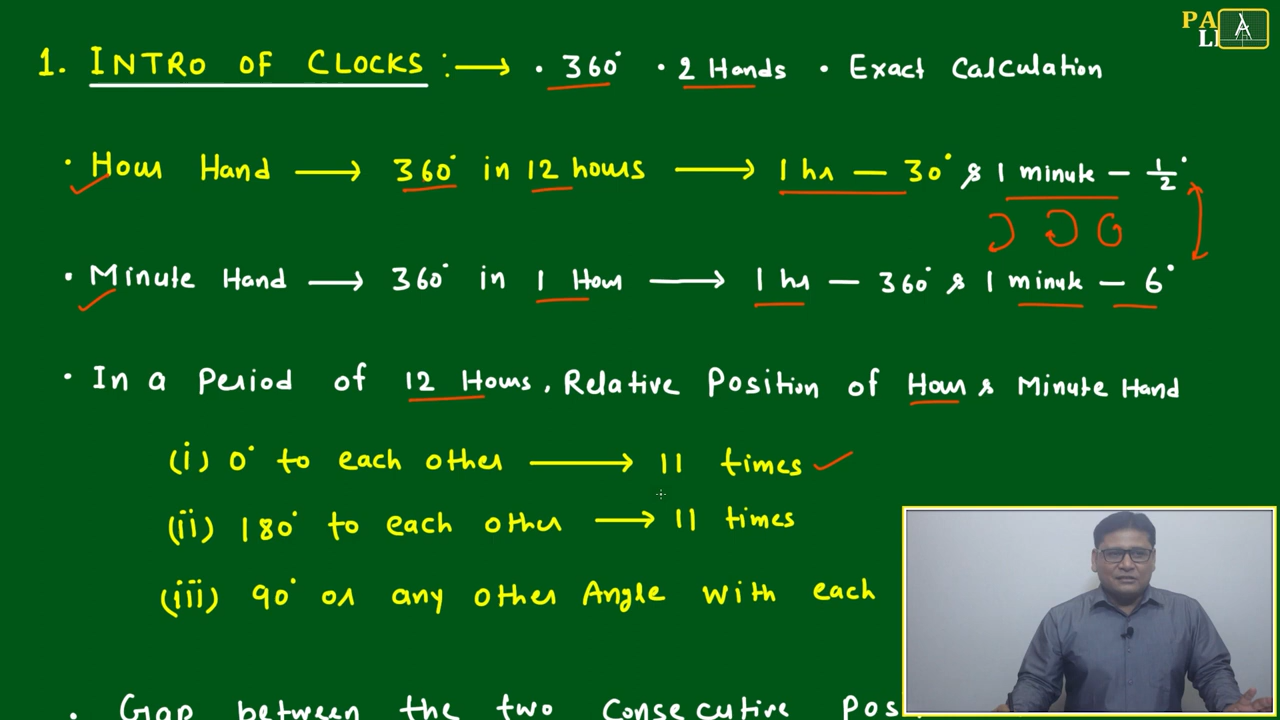 PA
LI
1. INTRO OF CLOCKS :→ • 360° • 2 Hands • Exact Calculation
• Hour Hand → 360° in 12 hours → 1 hr — 30° & 1 minute — 1/2°
• Minute Hand → 360° in 1 Hour → 1 hr — 360° & 1 minute — 6°
• In a Period of 12 Hours, Relative Position of Hour & Minute Hand
(i) 0° to each other → 11 times
(ii) 180° to each other → 11 times
(iii) 90° or any other Angle with each
• Gap between the two consecutive Pos